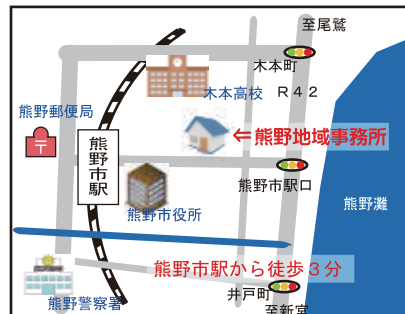 至尾鷲
木本町
木本高校
R42
熊野郵便局
〒
⇐熊野地域事務所
熊野市駅
熊野市駅口
熊野市役所
熊野灘
熊野市駅から徒歩3分
井戸町
熊野警察署
至新宮